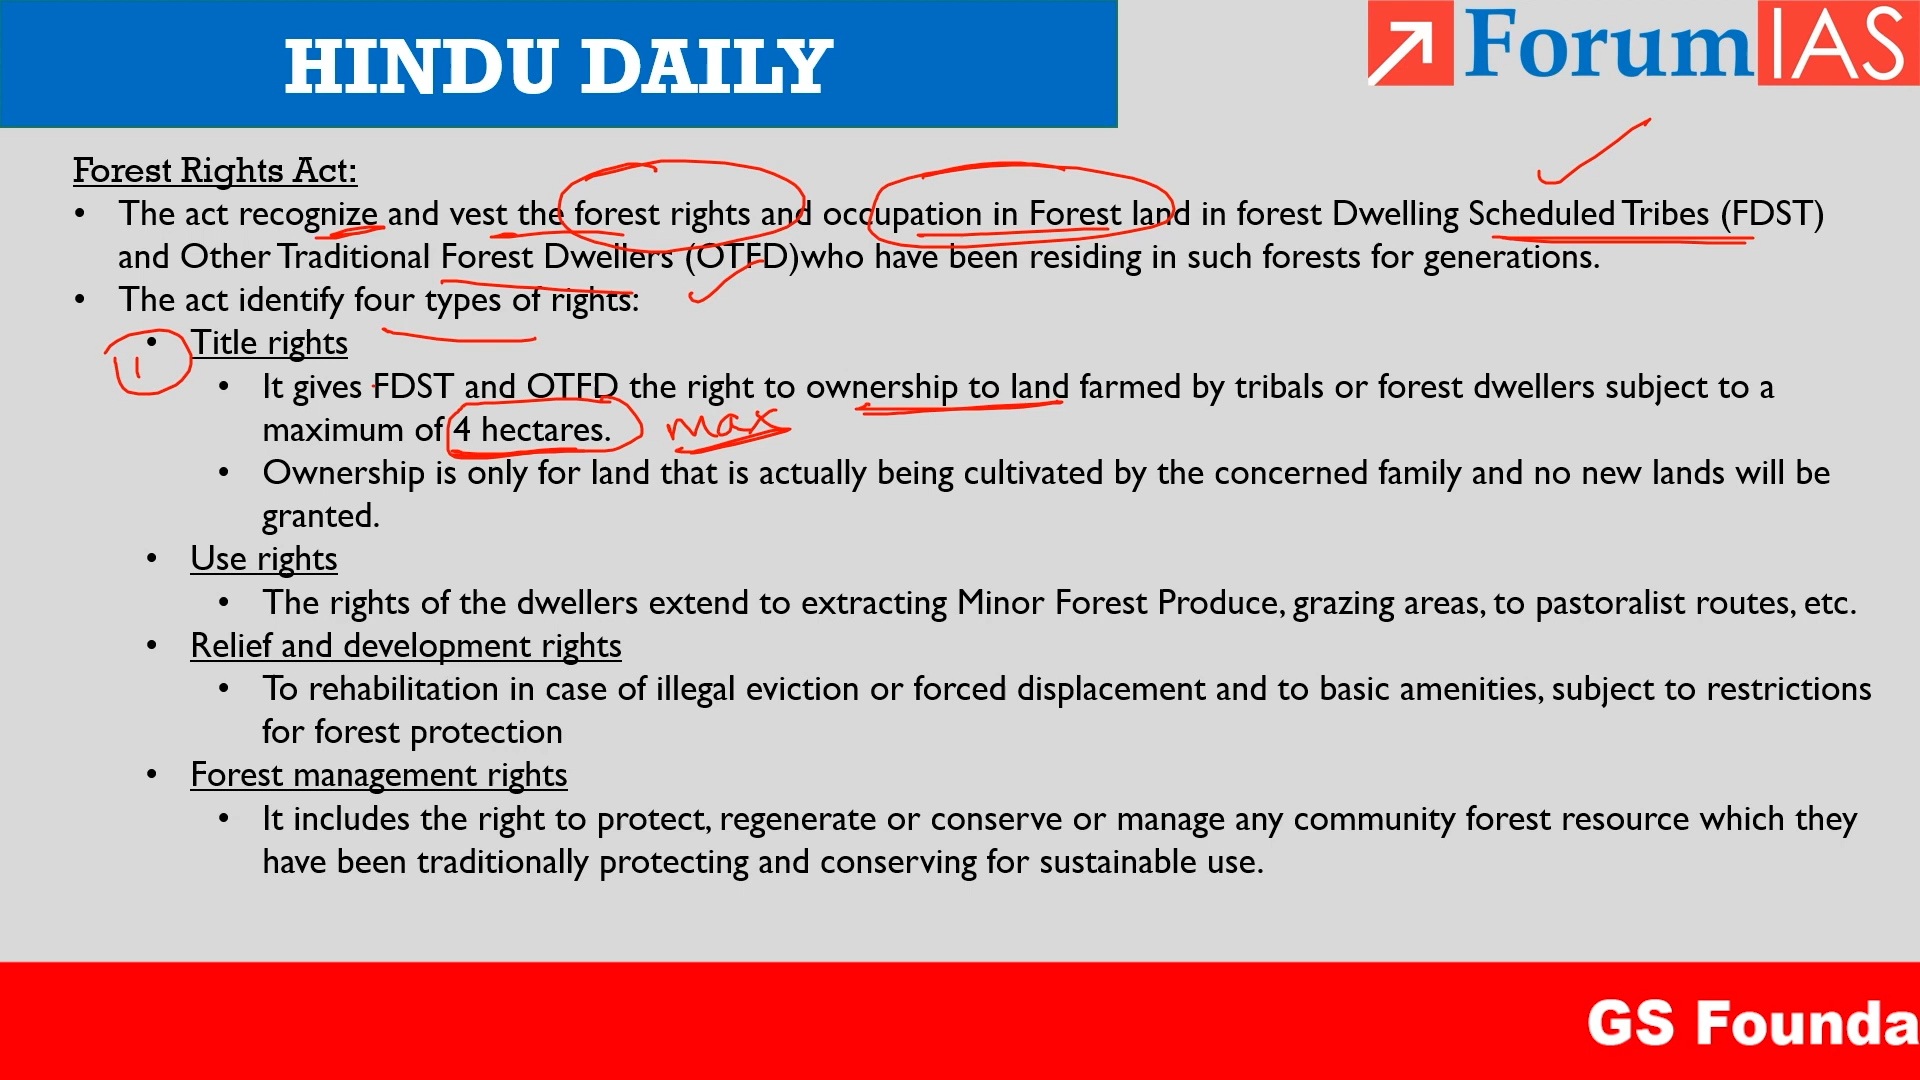 HINDU DAILY
Forum IAS
Forest Rights Act:
• The act recognize and vest the forest rights and occupation in Forest land in forest Dwelling Scheduled Tribes (FDST)
and Other Traditional Forest Dwellers (OTFD)who have been residing in such forests for generations.
• The act identify four types of rights:
1
• Title rights
• It gives FDST and OTFD the right to ownership to land farmed by tribals or forest dwellers subject to a
maximum of 4 hectares. max
• Ownership is only for land that is actually being cultivated by the concerned family and no new lands will be
granted.
• Use rights
• The rights of the dwellers extend to extracting Minor Forest Produce, grazing areas, to pastoralist routes, etc.
• Relief and development rights
• To rehabilitation in case of illegal eviction or forced displacement and to basic amenities, subject to restrictions
for forest protection
• Forest management rights
• It includes the right to protect, regenerate or conserve or manage any community forest resource which they
have been traditionally protecting and conserving for sustainable use.
GS Founda